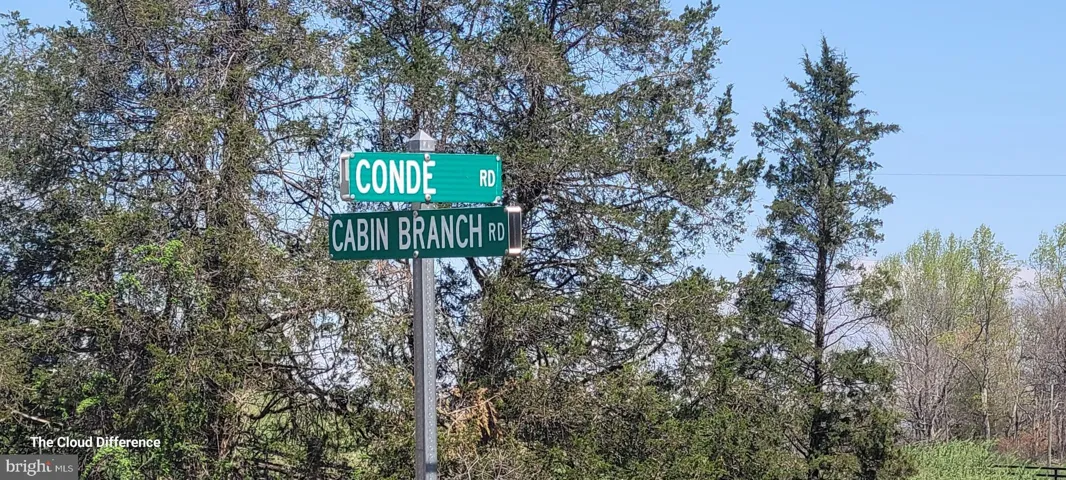 CONDE RD
CABIN BRANCH RD
The Cloud Difference
bright MLS